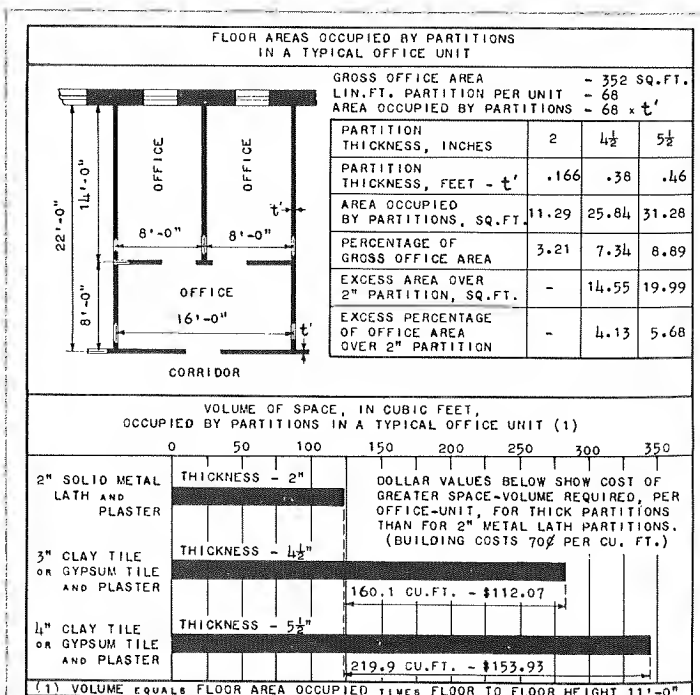 FLOOR AREAS OCCUPIED BY PARTITIONS
IN A TYPICAL OFFICE UNIT
GROSS OFFICE AREA - 352 SQ.FT.
LIN.FT. PARTITION PER UNIT - 68
AREA OCCUPIED BY PARTITIONS - 68 x t'
PARTITION THICKNESS, INCHES 2 4½ 5½
PARTITION THICKNESS, FEET - t' .166 .38 .46
AREA OCCUPIED BY PARTITIONS, SQ.FT. 11.29 25.84 31.28
PERCENTAGE OF GROSS OFFICE AREA 3.21 7.34 8.89
EXCESS AREA OVER 2" PARTITION, SQ.FT. - 14.55 19.99
EXCESS PERCENTAGE OF OFFICE AREA OVER 2" PARTITION - 4.13 5.68
22'-0"
14'-0"
8'-0"
OFFICE
OFFICE
t'
8'-0" 8'-0"
OFFICE
16'-0"
t'
CORRIDOR
VOLUME OF SPACE, IN CUBIC FEET,
OCCUPIED BY PARTITIONS IN A TYPICAL OFFICE UNIT (1)
0 50 100 150 200 250 300 350
2" SOLID METAL
LATH AND
PLASTER
THICKNESS - 2"
DOLLAR VALUES BELOW SHOW COST OF
GREATER SPACE-VOLUME REQUIRED, PER
OFFICE-UNIT, FOR THICK PARTITIONS
THAN FOR 2" METAL LATH PARTITIONS.
(BUILDING COSTS 70¢ PER CU. FT.)
3" CLAY TILE
OR GYPSUM TILE
AND PLASTER
THICKNESS - 4½"
160.1 CU.FT. - $112.07
4" CLAY TILE
OR GYPSUM TILE
AND PLASTER
THICKNESS - 5½"
219.9 CU.FT. - $153.93
(1) VOLUME EQUALS FLOOR AREA OCCUPIED TIMES FLOOR TO FLOOR HEIGHT 11'-0"